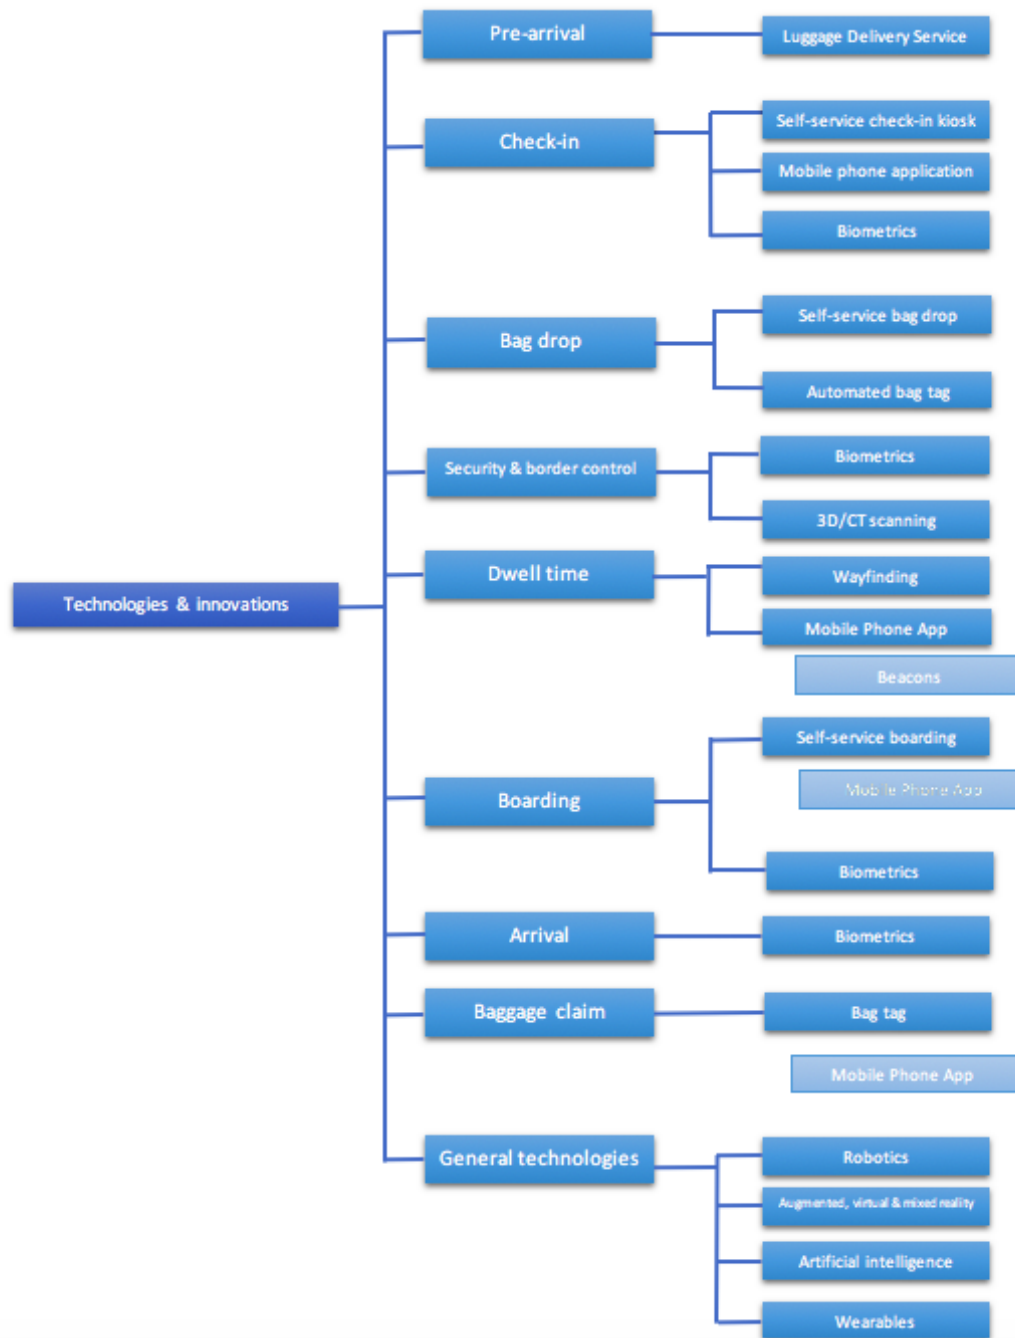 Pre-arrival
Luggage Delivery Service
Check-in
Self-service check-in kiosk
Mobile phone application
Biometrics
Bag drop
Self-service bag drop
Automated bag tag
Security & border control
Biometrics
3D/CT scanning
Technologies & innovations
Dwell time
Wayfinding
Mobile Phone App
Beacons
Boarding
Self-service boarding
Mobile Phone App
Biometrics
Arrival
Biometrics
Baggage claim
Bag tag
Mobile Phone App
General technologies
Robotics
Augmented, virtual & mixed reality
Artificial intelligence
Wearables